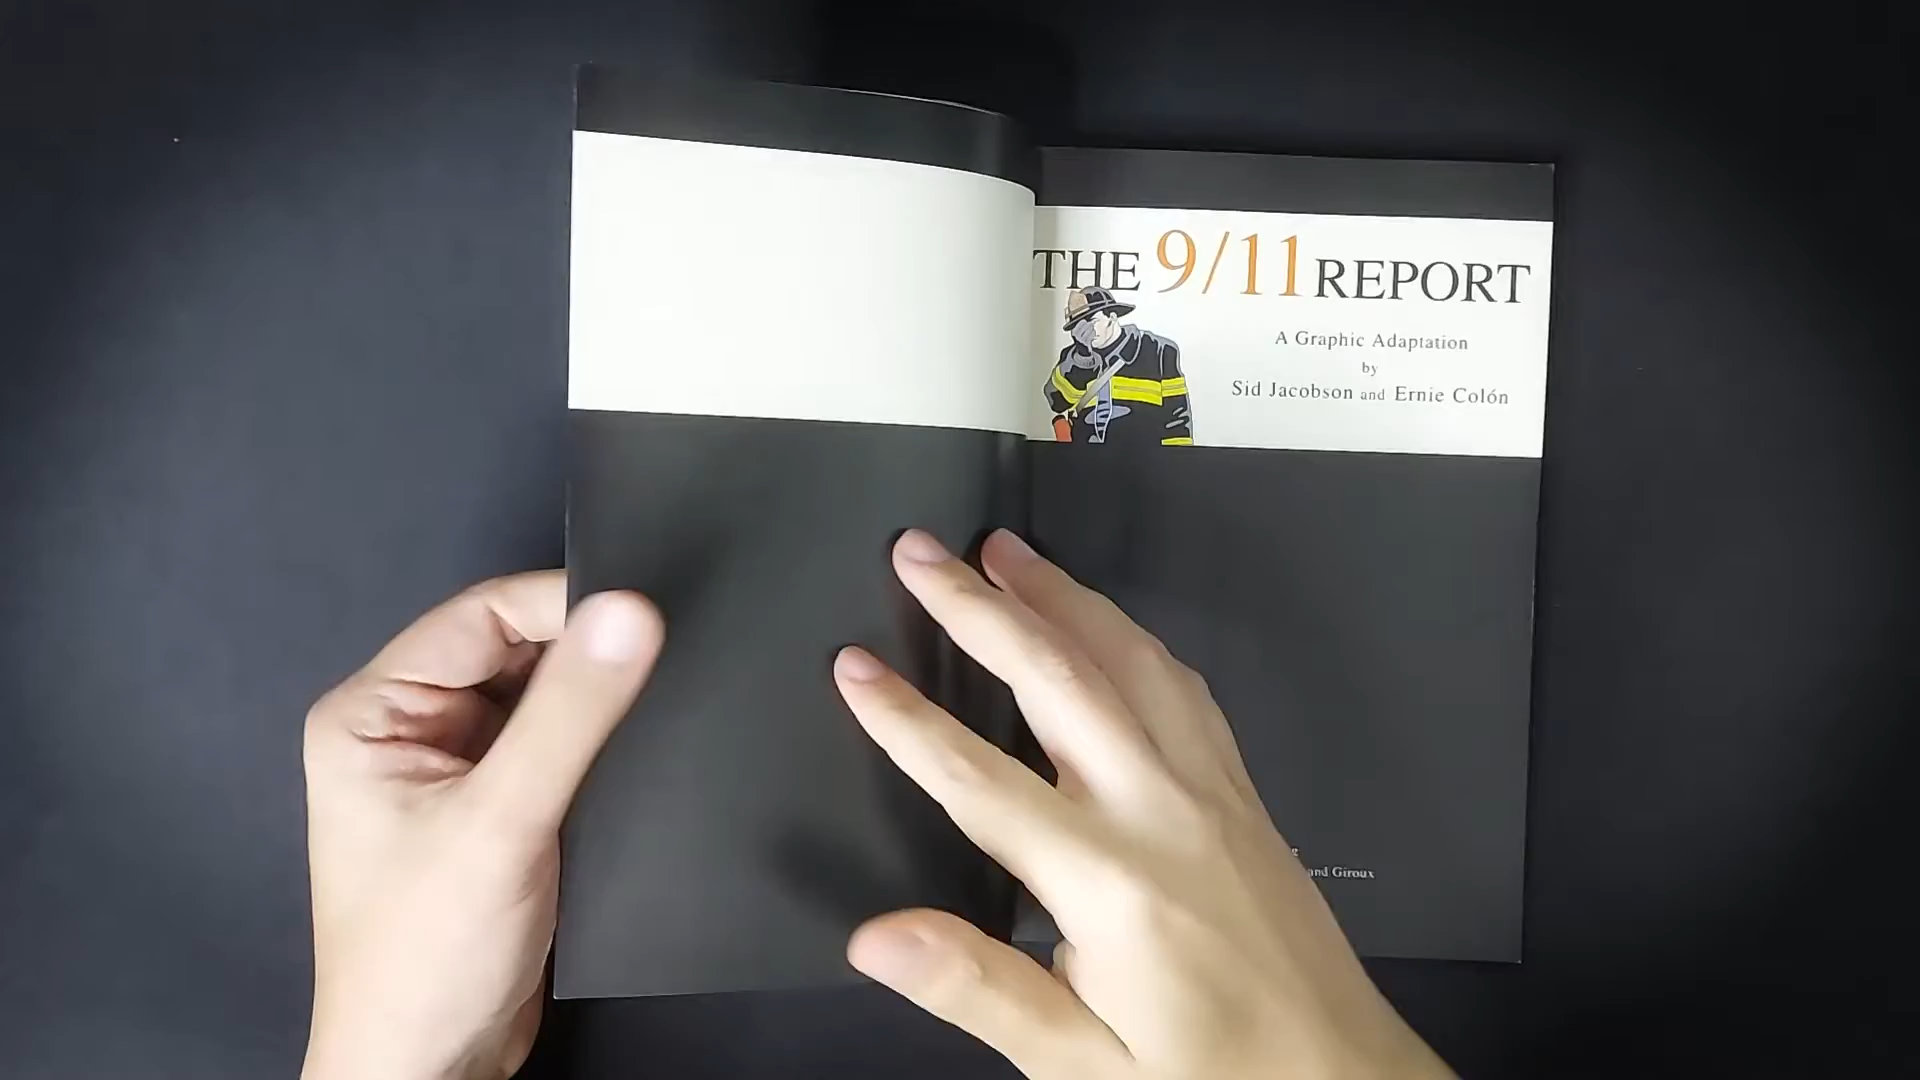 THE 9/11 REPORT
A Graphic Adaptation
by
Sid Jacobson and Ernie Colón
and Giroux